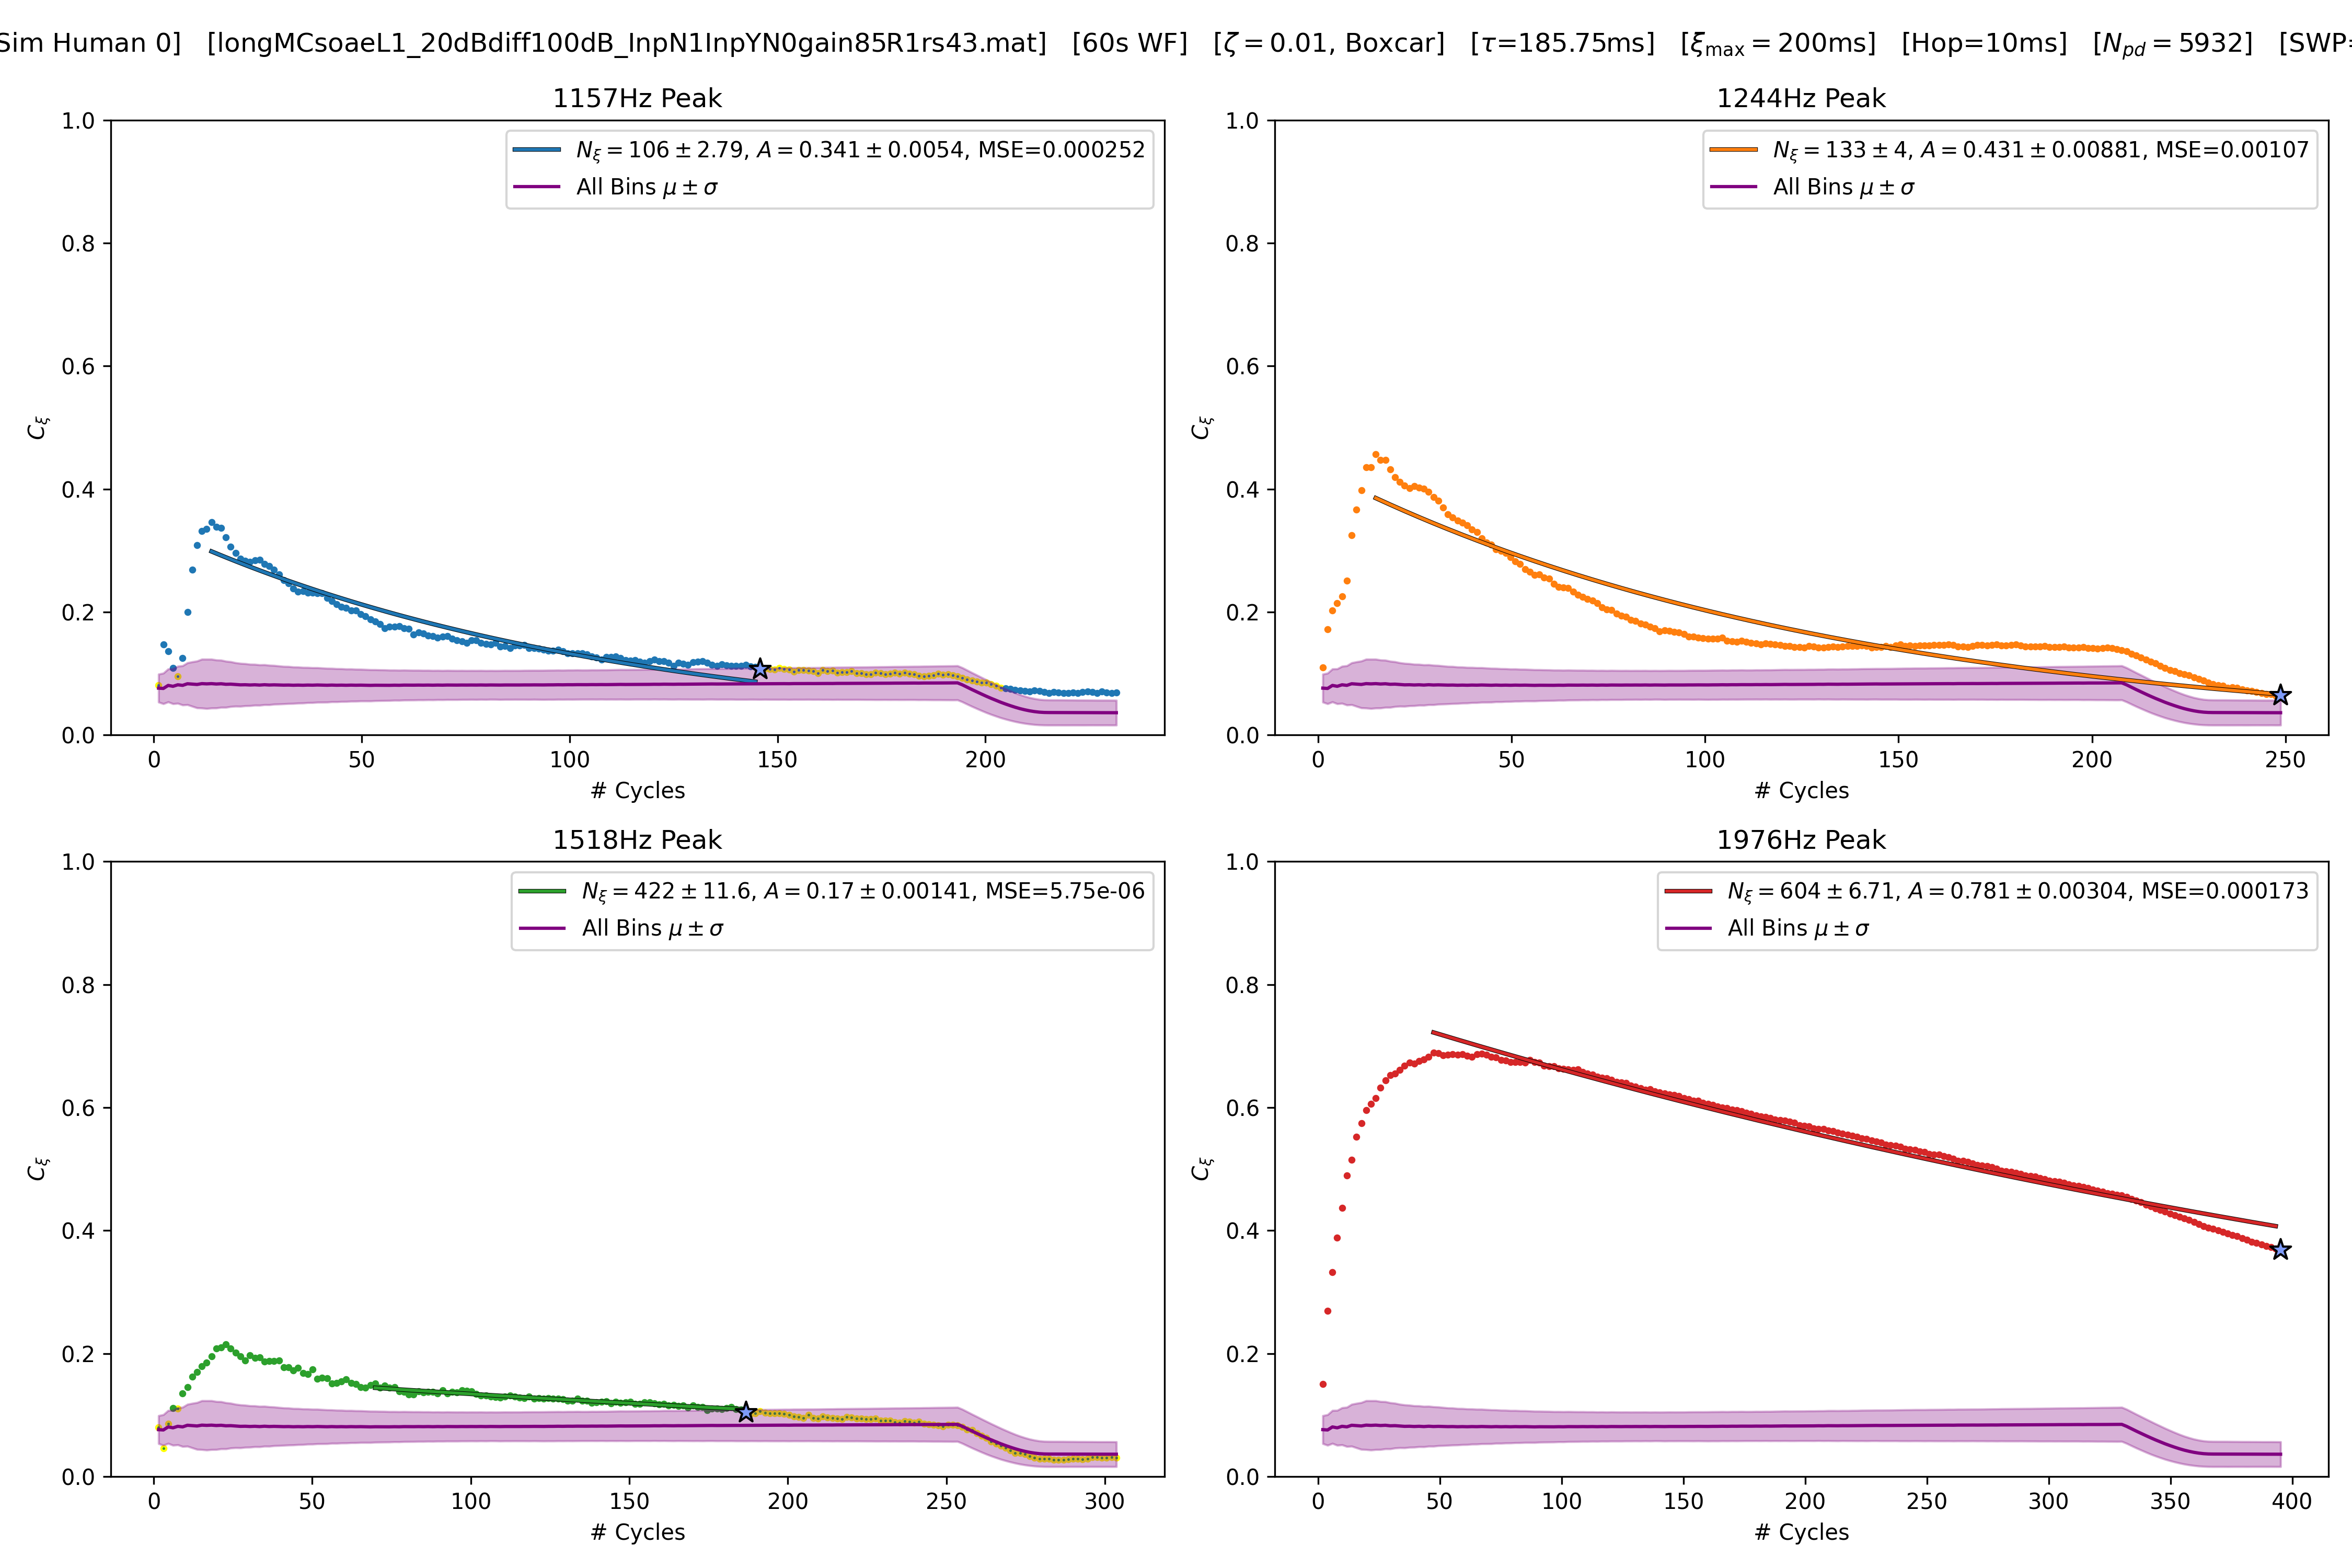 Sim Human 0] [longMCsoaeL1_20dBdiff100dB_InpN1InpYN0gain85R1rs43.mat] [60s WF] [ζ = 0.01, Boxcar] [τ=185.75ms] [ξmax = 200ms] [Hop=10ms] [Npd = 5932] [SWP=
1157Hz Peak
1.0
0.8
0.6
0.4
0.2
0.0
Cξ
Nξ = 106 ± 2.79, A = 0.341 ± 0.0054, MSE=0.000252
All Bins μ ± σ
0 50 100 150 200
# Cycles
1244Hz Peak
1.0
0.8
0.6
0.4
0.2
0.0
Cξ
Nξ = 133 ± 4, A = 0.431 ± 0.00881, MSE=0.00107
All Bins μ ± σ
0 50 100 150 200 250
# Cycles
1518Hz Peak
1.0
0.8
0.6
0.4
0.2
0.0
Cξ
Nξ = 422 ± 11.6, A = 0.17 ± 0.00141, MSE=5.75e-06
All Bins μ ± σ
0 50 100 150 200 250 300
# Cycles
1976Hz Peak
1.0
0.8
0.6
0.4
0.2
0.0
Cξ
Nξ = 604 ± 6.71, A = 0.781 ± 0.00304, MSE=0.000173
All Bins μ ± σ
0 50 100 150 200 250 300 350 400
# Cycles